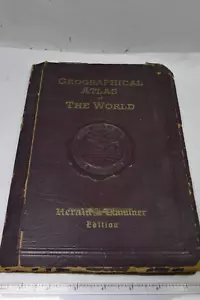 GEOGRAPHICAL
ATLAS
of
THE WORLD
Herald Examiner
Edition